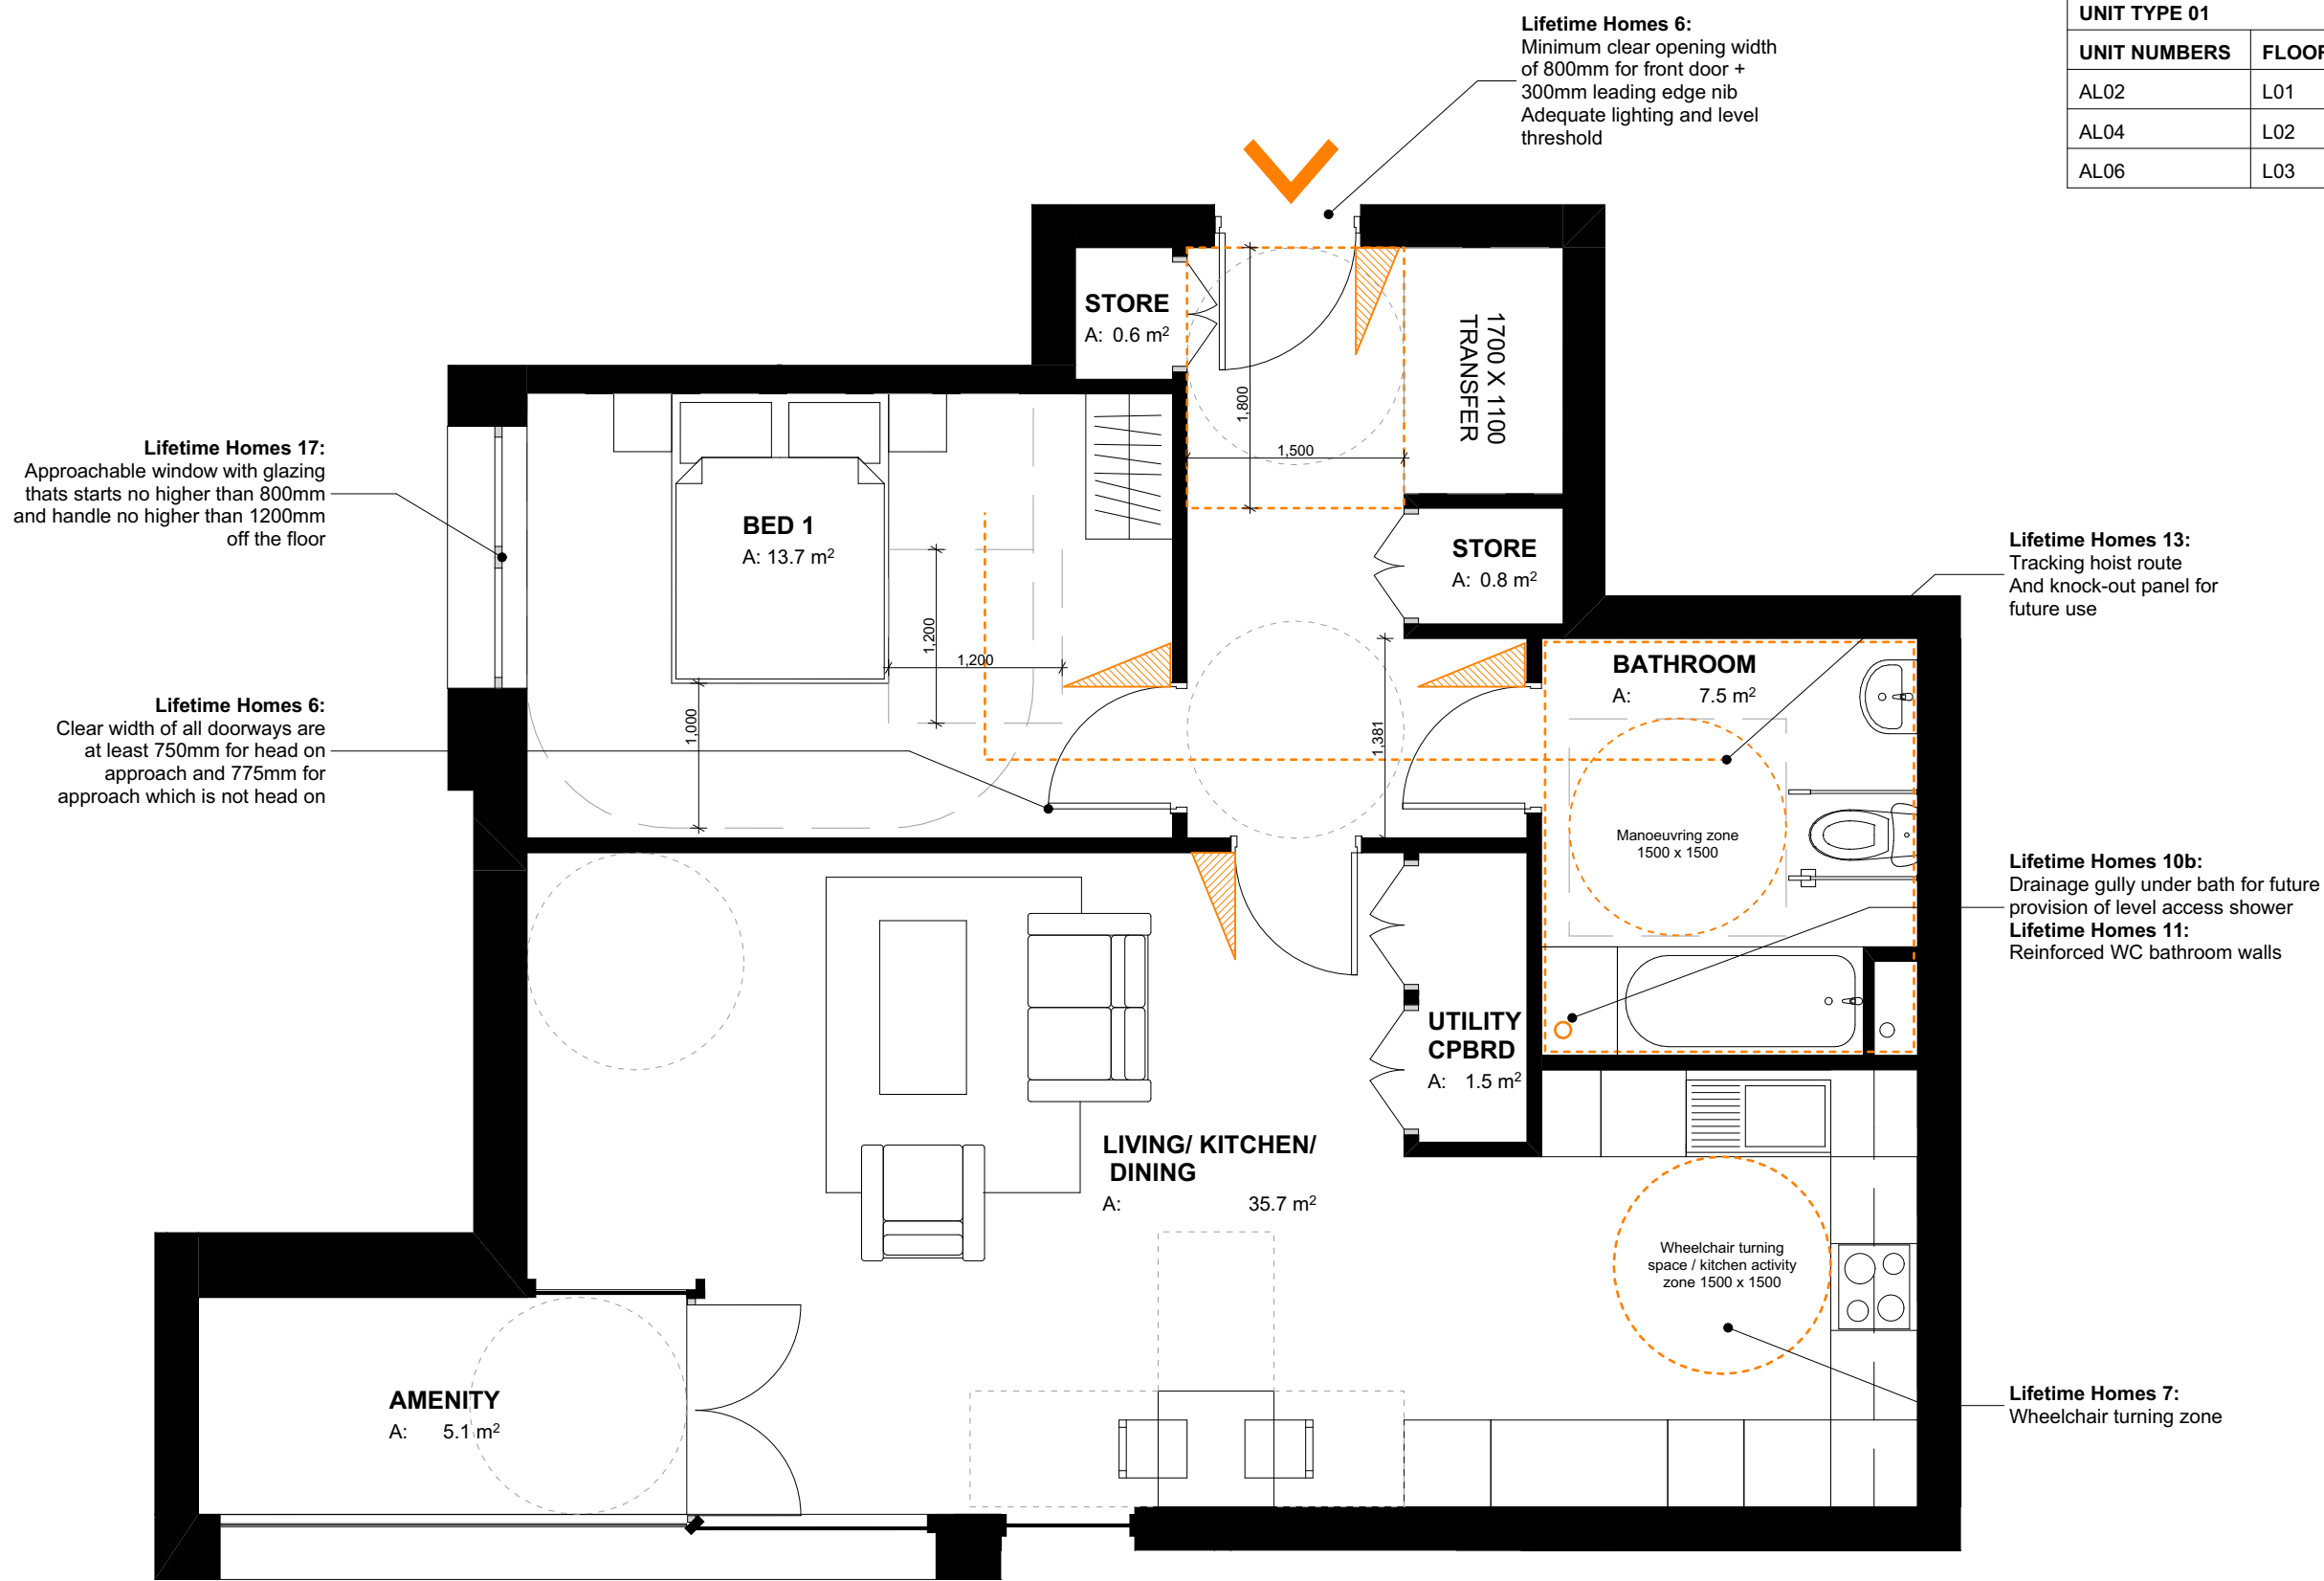 Lifetime Homes 6:
Minimum clear opening width
of 800mm for front door +
300mm leading edge nib
Adequate lighting and level
threshold
UNIT TYPE 01
UNIT NUMBERS FLOOR
AL02 L01
AL04 L02
AL06 L03
STORE
A: 0.6 m²
1700 X 1100
TRANSFER
1,800
1,500
Lifetime Homes 17:
Approachable window with glazing
thats starts no higher than 800mm
and handle no higher than 1200mm
off the floor
BED 1
A: 13.7 m²
1,200
1,200
1,000
STORE
A: 0.8 m²
1,381
Lifetime Homes 13:
Tracking hoist route
And knock-out panel for
future use
Lifetime Homes 6:
Clear width of all doorways are
at least 750mm for head on
approach and 775mm for
approach which is not head on
BATHROOM
A: 7.5 m²
Manoeuvring zone
1500 x 1500
Lifetime Homes 10b:
Drainage gully under bath for future
provision of level access shower
Lifetime Homes 11:
Reinforced WC bathroom walls
UTILITY
CPBRD
A: 1.5 m²
LIVING/ KITCHEN/
DINING
A: 35.7 m²
Wheelchair turning
space / kitchen activity
zone 1500 x 1500
AMENITY
A: 5.1 m²
Lifetime Homes 7:
Wheelchair turning zone